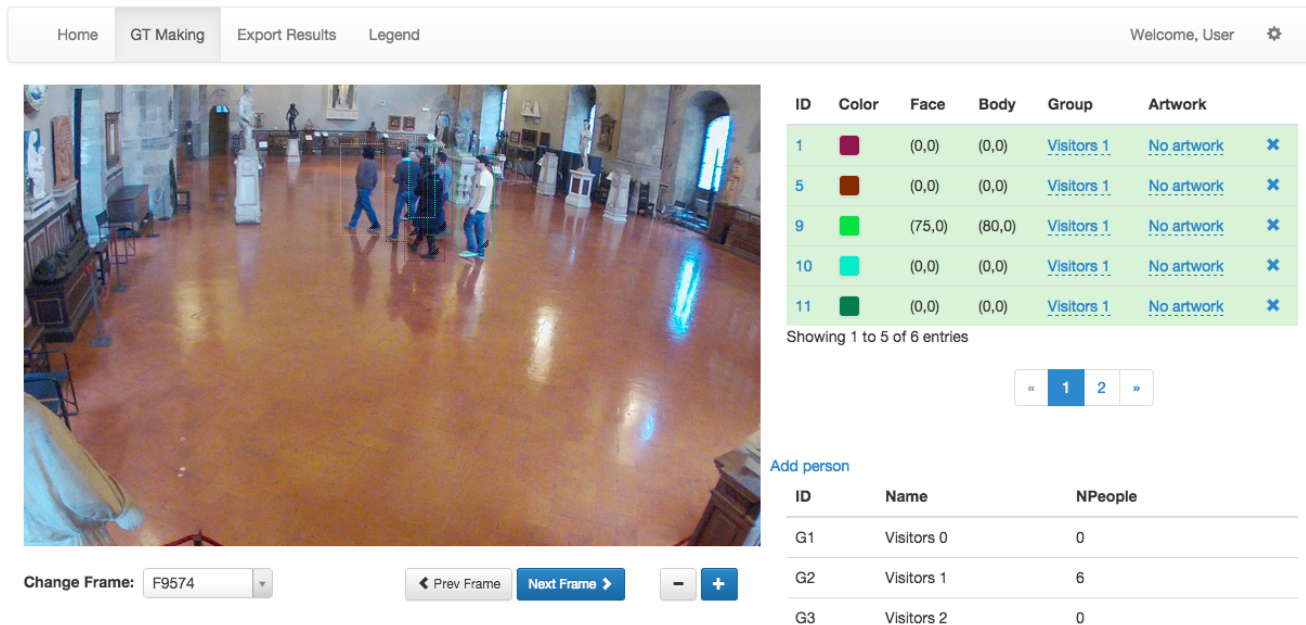 Home GT Making Export Results Legend Welcome, User
ID Color Face Body Group Artwork
1 (0,0) (0,0) Visitors 1 No artwork ✖
5 (0,0) (0,0) Visitors 1 No artwork ✖
9 (75,0) (80,0) Visitors 1 No artwork ✖
10 (0,0) (0,0) Visitors 1 No artwork ✖
11 (0,0) (0,0) Visitors 1 No artwork ✖
Showing 1 to 5 of 6 entries
« 1 2 »
Add person
ID Name NPeople
G1 Visitors 0 0
G2 Visitors 1 6
G3 Visitors 2 0
Change Frame: F9574 Prev Frame Next Frame - +